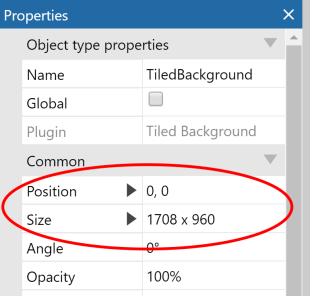 Properties
Object type properties
Name TiledBackground
Global
Plugin Tiled Background
Common
Position 0, 0
Size 1708 x 960
Angle 0°
Opacity 100%